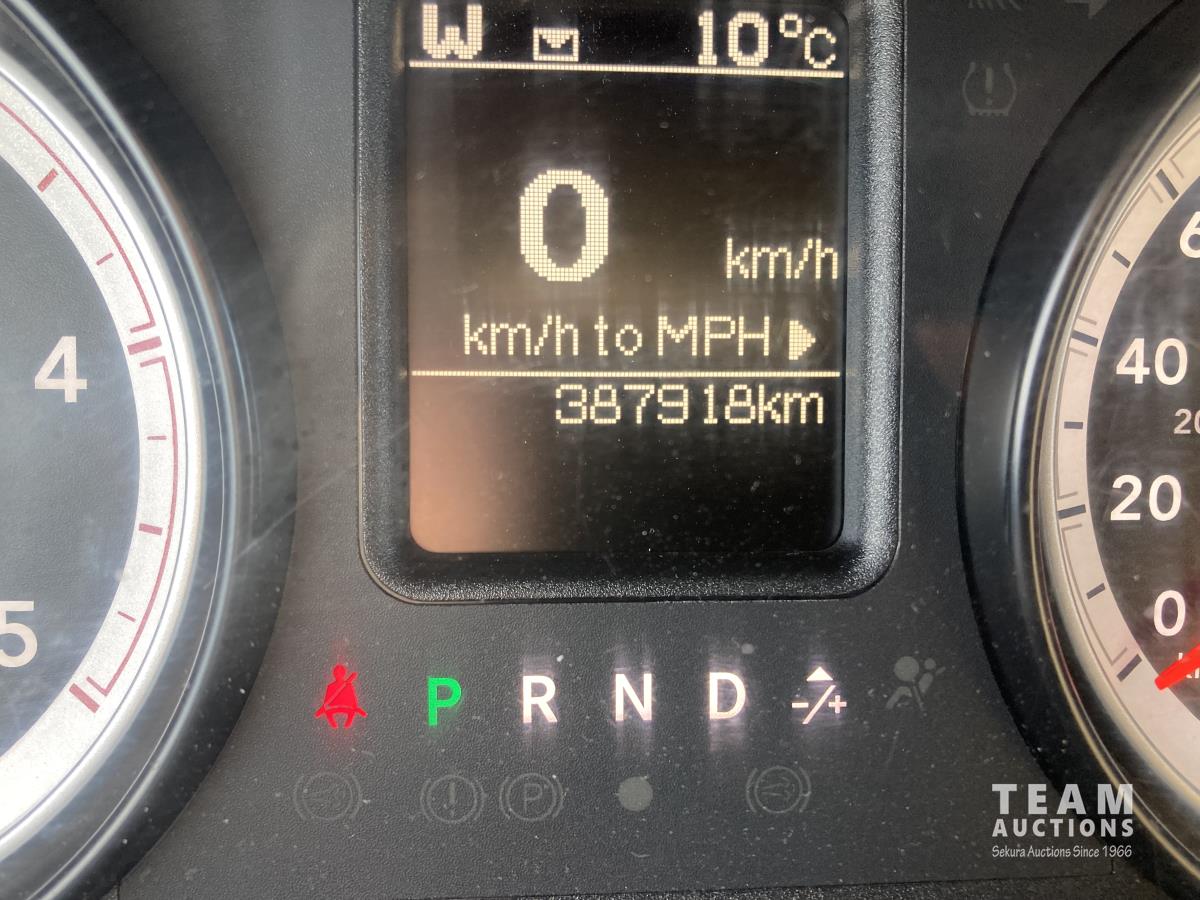 W 10°C
0
km/h
km/h to MPH
387918km
4
5
40
20
0
P R N D -/+
P
TEAM
AUCTIONS
Sekura Auctions Since 1966